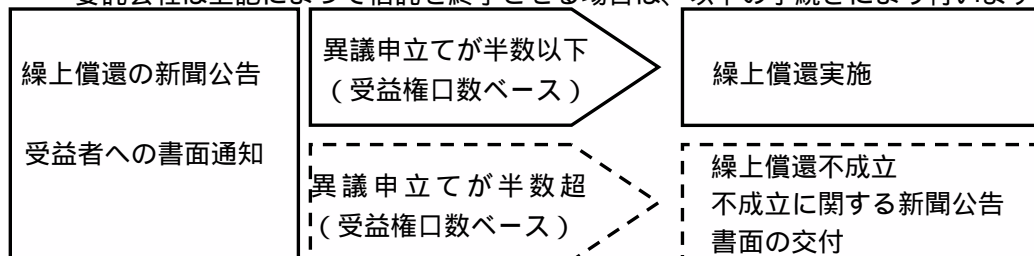 委託会社は上記によって信託を終了させる場合は、以下の手続きにより行います
繰上償還の新聞公告
受益者への書面通知
異議申立てが半数以下
（受益権口数ベース）
繰上償還実施
異議申立てが半数超
（受益権口数ベース）
繰上償還不成立
不成立に関する新聞公告
書面の交付